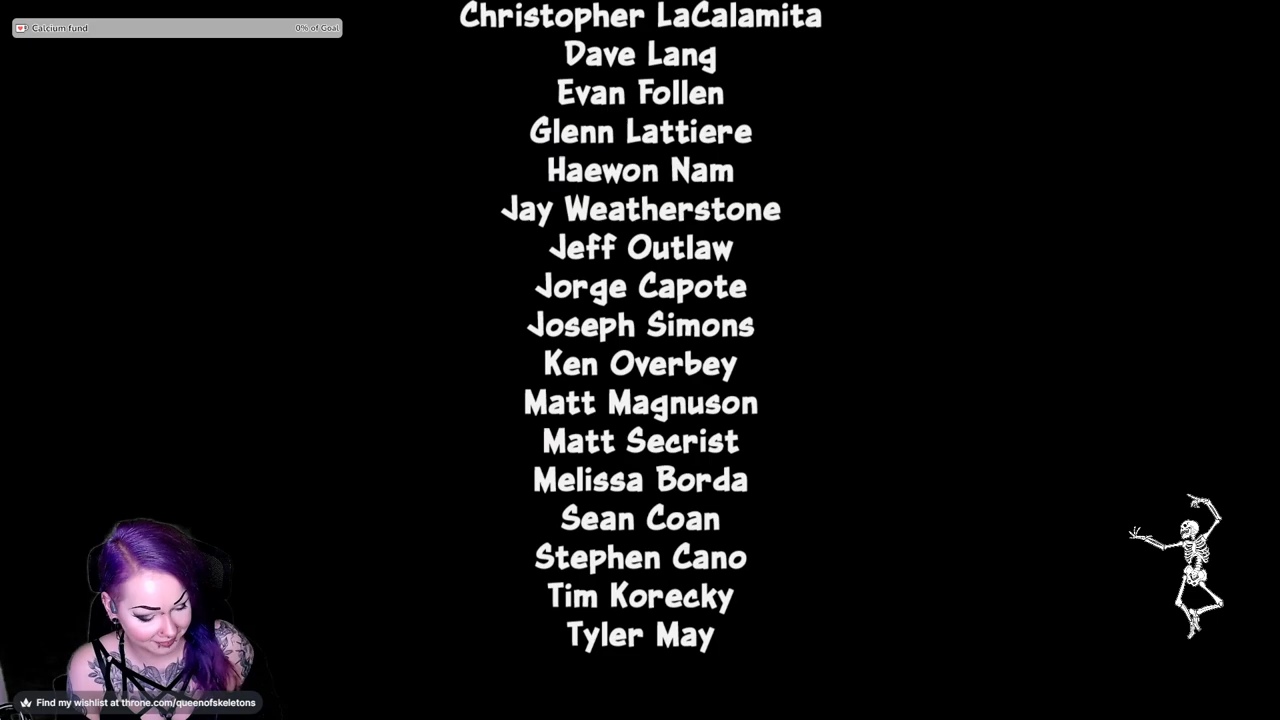 Calcium fund 0% of Goal
Christopher LaCalamita
Dave Lang
Evan Follen
Glenn Lattiere
Haewon Nam
Jay Weatherstone
Jeff Outlaw
Jorge Capote
Joseph Simons
Ken Overbey
Matt Magnuson
Matt Secrist
Melissa Borda
Sean Coan
Stephen Cano
Tim Korecky
Tyler May
Find my wishlist at throne.com/queenofskeletons